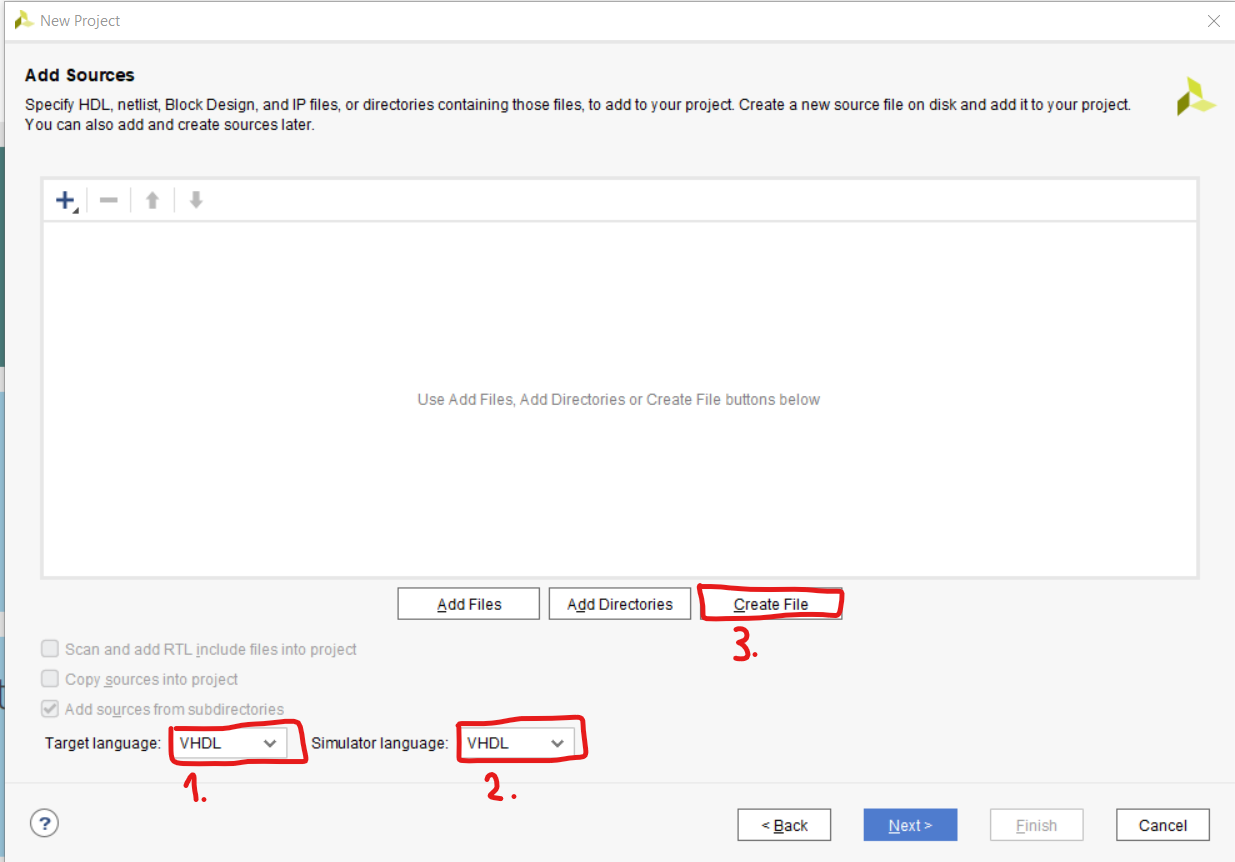 New Project
Add Sources
Specify HDL, netlist, Block Design, and IP files, or directories containing those files, to add to your project. Create a new source file on disk and add it to your project.
You can also add and create sources later.
Use Add Files, Add Directories or Create File buttons below
Add Files Add Directories Create File
3.
Scan and add RTL include files into project
Copy sources into project
Add sources from subdirectories
Target language: VHDL Simulator language: VHDL
1. 2.
? < Back Next > Finish Cancel